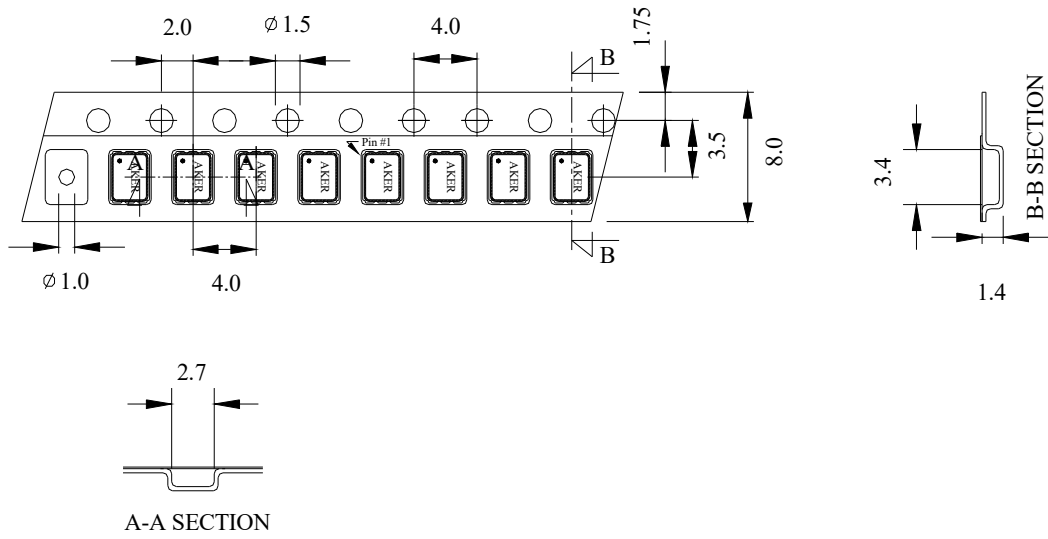 2.0
⌀1.5
4.0
1.75
B
Pin #1
A
A
AKER
AKER
AKER
AKER
AKER
AKER
AKER
AKER
3.5
8.0
3.4
B-B SECTION
B
⌀1.0
4.0
1.4
2.7
A-A SECTION